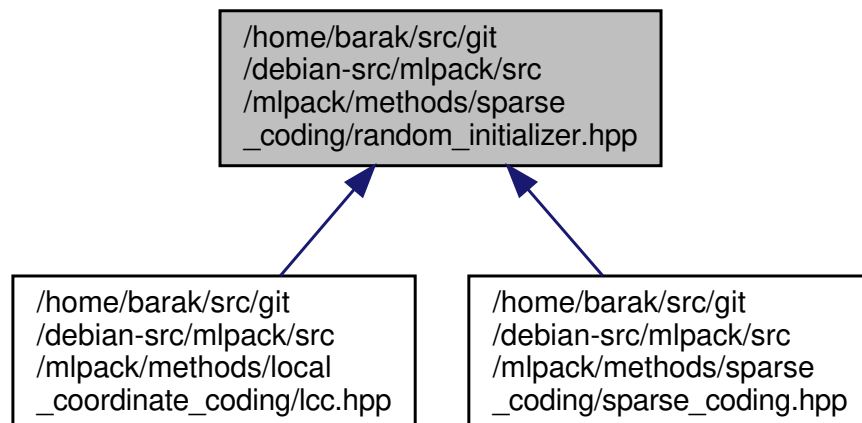 /home/barak/src/git
/debian-src/mlpack/src
/mlpack/methods/sparse
_coding/random_initializer.hpp
/home/barak/src/git
/debian-src/mlpack/src
/mlpack/methods/local
_coordinate_coding/lcc.hpp
/home/barak/src/git
/debian-src/mlpack/src
/mlpack/methods/sparse
_coding/sparse_coding.hpp